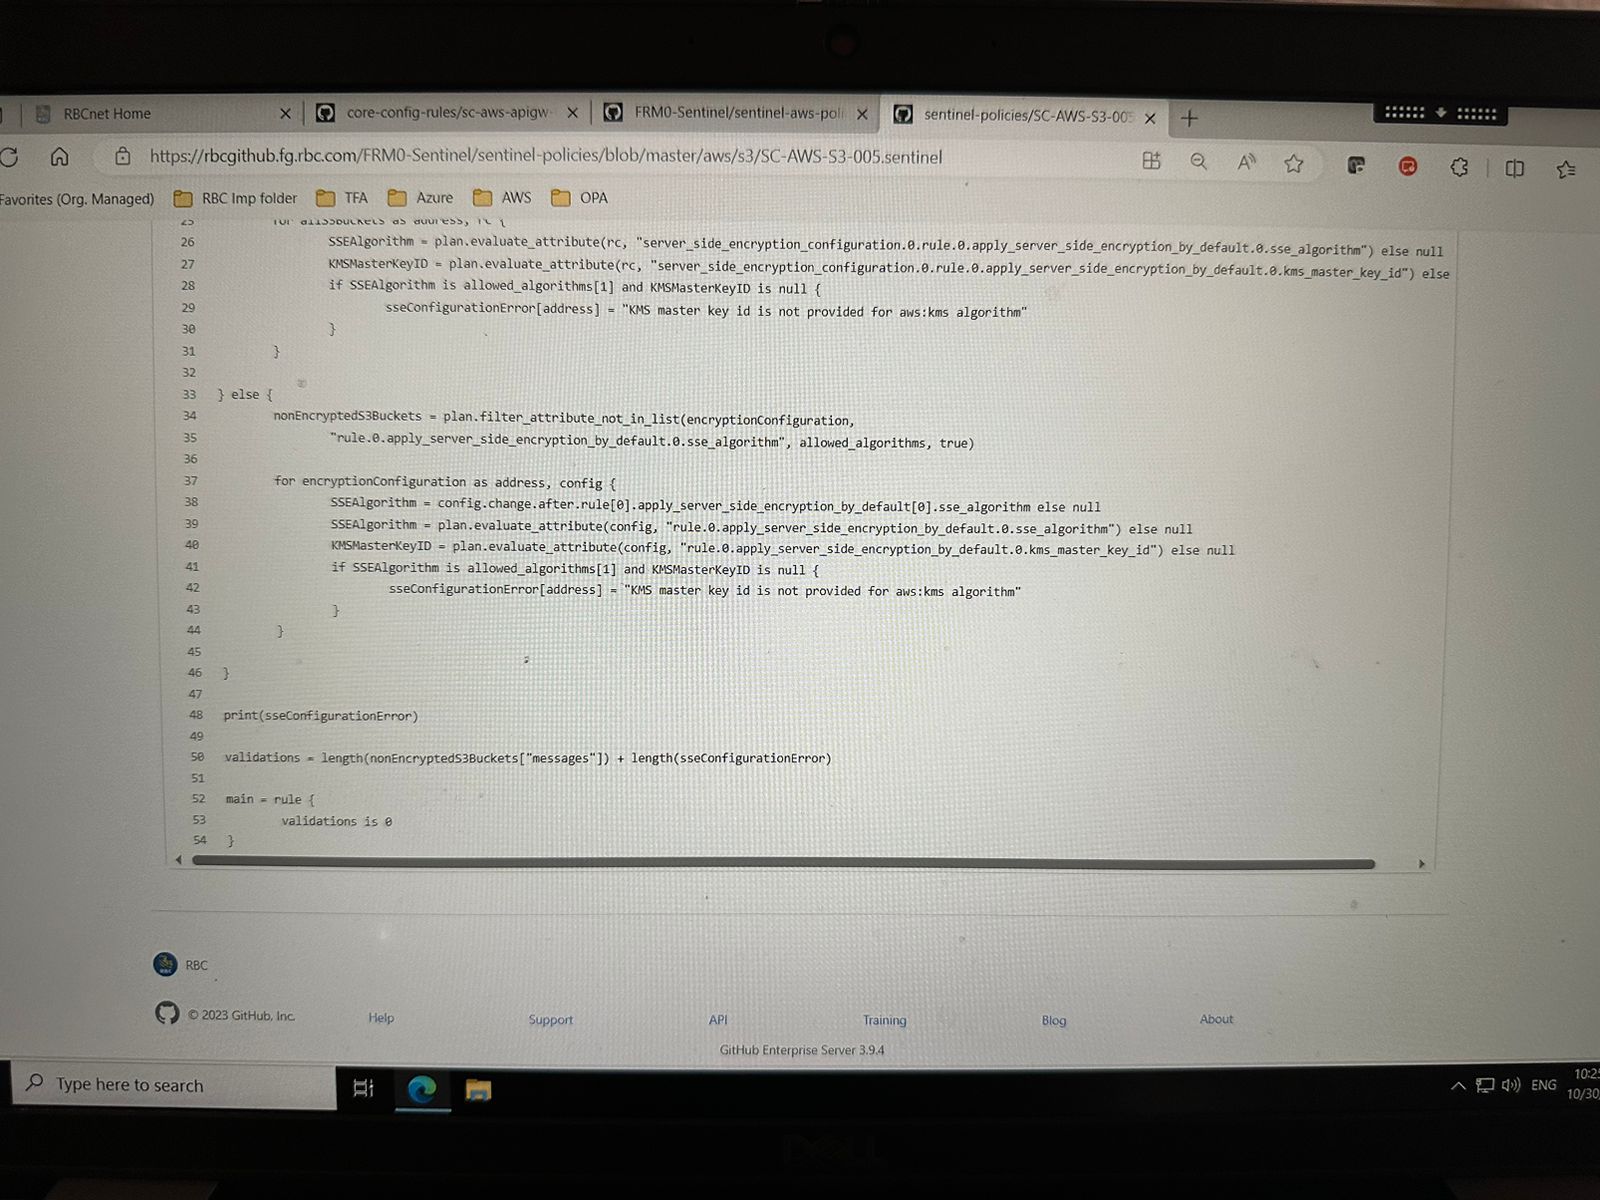 RBCnet Home
core-config-rules/sc-aws-apigw-
FRM0-Sentinel/sentinel-aws-poli
sentinel-policies/SC-AWS-S3-005
https://rbcgithub.fg.rbc.com/FRM0-Sentinel/sentinel-policies/blob/master/aws/s3/SC-AWS-S3-005.sentinel
Favorites (Org. Managed) RBC Imp folder TFA Azure AWS OPA
25 for allS3Buckets as address, rc {
26 SSEAlgorithm = plan.evaluate_attribute(rc, "server_side_encryption_configuration.0.rule.0.apply_server_side_encryption_by_default.0.sse_algorithm") else null
27 KMSMasterKeyID = plan.evaluate_attribute(rc, "server_side_encryption_configuration.0.rule.0.apply_server_side_encryption_by_default.0.kms_master_key_id") else
28 if SSEAlgorithm is allowed_algorithms[1] and KMSMasterKeyID is null {
29 sseConfigurationError[address] = "KMS master key id is not provided for aws:kms algorithm"
30 }
31 }
32
33 } else {
34 nonEncryptedS3Buckets = plan.filter_attribute_not_in_list(encryptionConfiguration,
35 "rule.0.apply_server_side_encryption_by_default.0.sse_algorithm", allowed_algorithms, true)
36
37 for encryptionConfiguration as address, config {
38 SSEAlgorithm = config.change.after.rule[0].apply_server_side_encryption_by_default[0].sse_algorithm else null
39 SSEAlgorithm = plan.evaluate_attribute(config, "rule.0.apply_server_side_encryption_by_default.0.sse_algorithm") else null
40 KMSMasterKeyID = plan.evaluate_attribute(config, "rule.0.apply_server_side_encryption_by_default.0.kms_master_key_id") else null
41 if SSEAlgorithm is allowed_algorithms[1] and KMSMasterKeyID is null {
42 sseConfigurationError[address] = "KMS master key id is not provided for aws:kms algorithm"
43 }
44 }
45
46 }
47
48 print(sseConfigurationError)
49
50 validations = length(nonEncryptedS3Buckets["messages"]) + length(sseConfigurationError)
51
52 main = rule {
53 validations is 0
54 }
RBC
© 2023 GitHub, Inc. Help Support API Training Blog About
GitHub Enterprise Server 3.9.4
Type here to search
ENG
10:25
10/30/